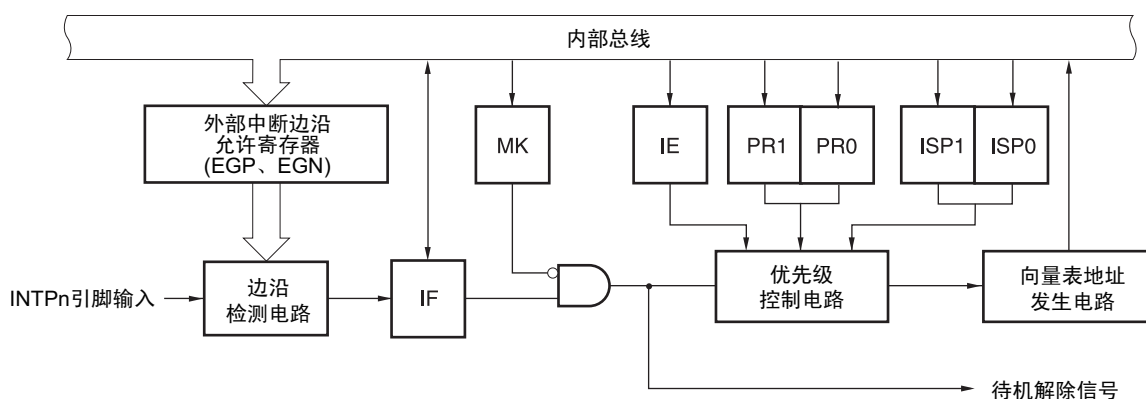 内部总线
外部中断边沿
允许寄存器
(EGP、EGN)
MK
IE
PR1
PR0
ISP1
ISP0
INTPn引脚输入
边沿
检测电路
IF
优先级
控制电路
向量表地址
发生电路
待机解除信号